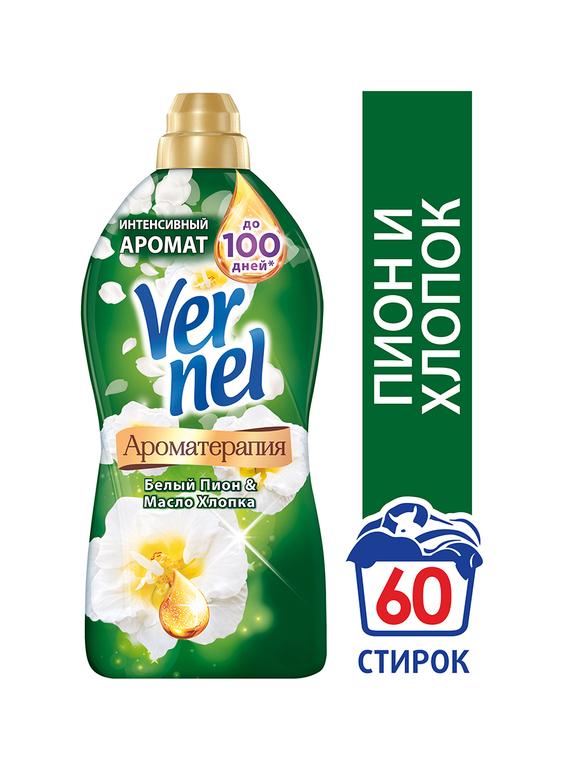 ИНТЕНСИВНЫЙ
АРОМАТ
до
100
дней*
Ver
nel
Ароматерапия
Белый Пион &
Масло Хлопка
ПИОН И
ХЛОПОК
60
СТИРОК